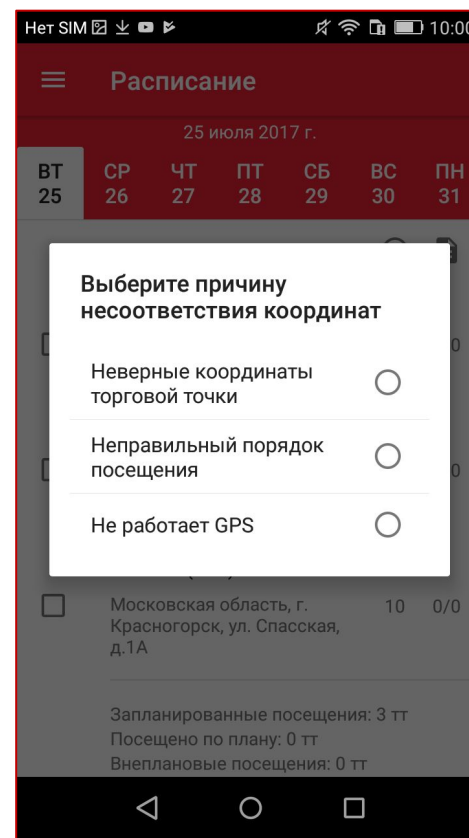 Нет SIM 10:00
Расписание
25 июля 2017 г.
ВТ СР ЧТ ПТ СБ ВС ПН
25 26 27 28 29 30 31
Выберите причину
несоответствия координат
Неверные координаты
торговой точки
Неправильный порядок
посещения
Не работает GPS
Московская область, г. 10 0/0
Красногорск, ул. Спасская,
д.1А
Запланированные посещения: 3 тт
Посещено по плану: 0 тт
Внеплановые посещения: 0 тт